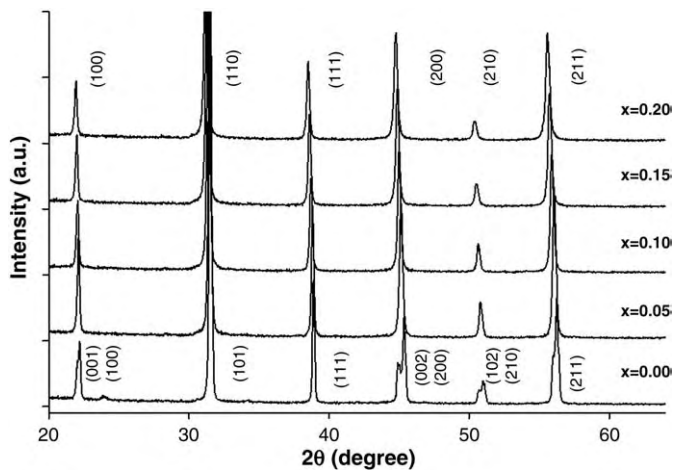 (100)
(110)
(111)
(200)
(210)
(211)
x=0.20
x=0.15
x=0.10
x=0.05
x=0.00
(001)
(100)
(101)
(111)
(002)
(200)
(102)
(210)
(211)
Intensity (a.u.)
20
30
40
50
60
2θ (degree)